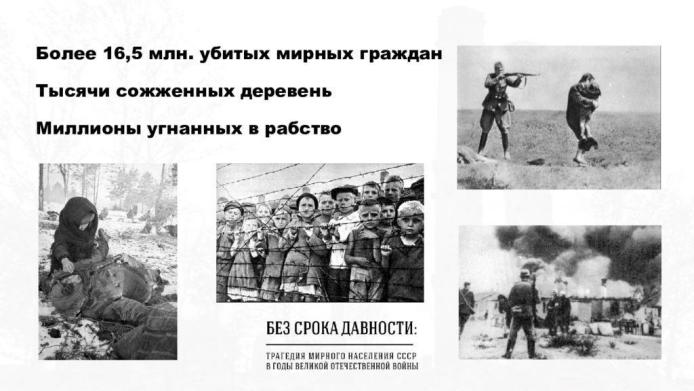 Более 16,5 млн. убитых мирных граждан
Тысячи сожженных деревень
Миллионы угнанных в рабство
БЕЗ СРОКА ДАВНОСТИ:
ТРАГЕДИЯ МИРНОГО НАСЕЛЕНИЯ СССР
В ГОДЫ ВЕЛИКОЙ ОТЕЧЕСТВЕННОЙ ВОЙНЫ